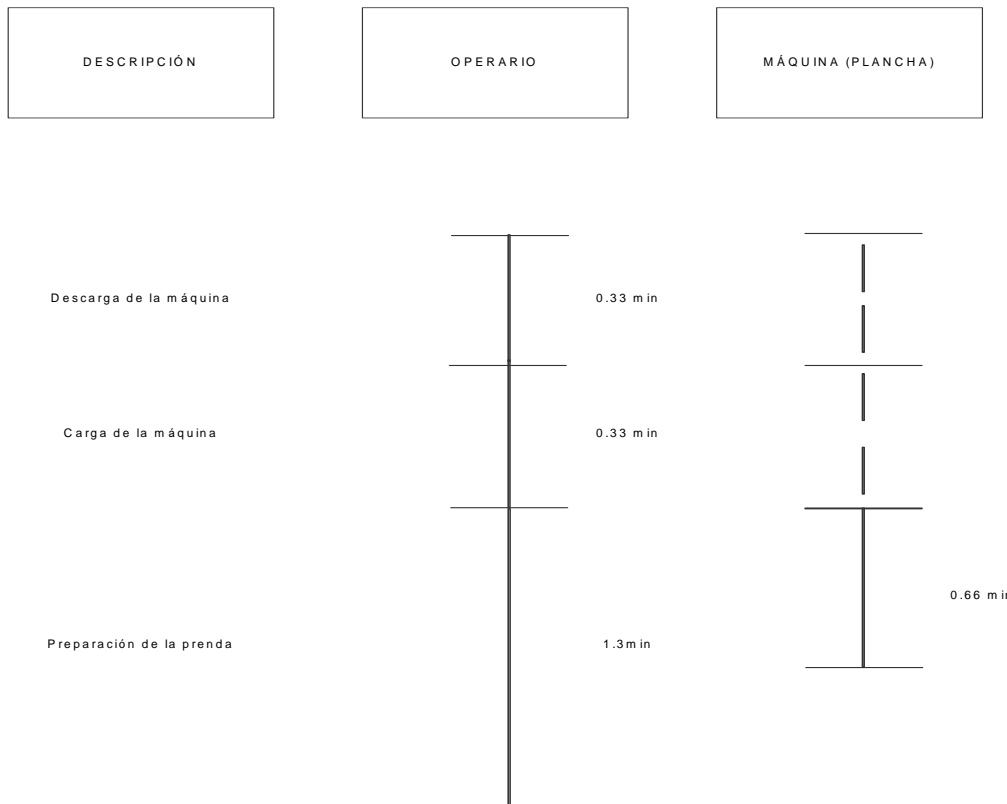 DESCRIPCIÓN
OPERARIO
MÁQUINA (PLANCHA)
Descarga de la máquina
0.33 min
Carga de la máquina
0.33 min
0.66 min
Preparación de la prenda
1.3min